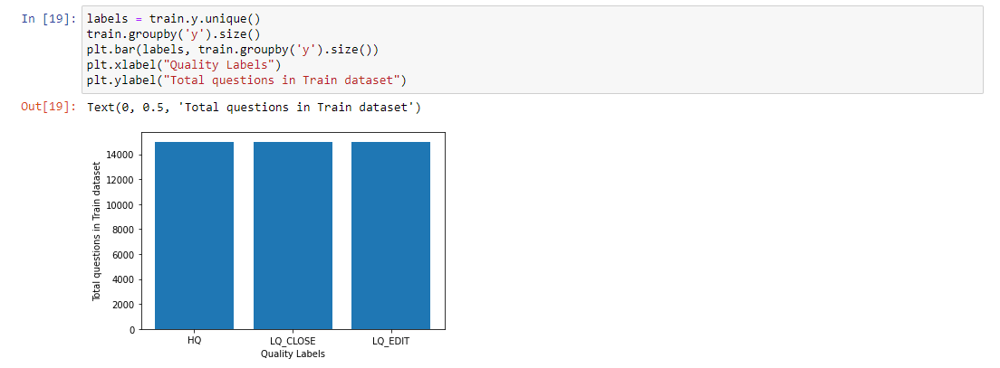 In [19]: labels = train.y.unique()
train.groupby('y').size()
plt.bar(labels, train.groupby('y').size())
plt.xlabel("Quality Labels")
plt.ylabel("Total questions in Train dataset")
Out[19]: Text(0, 0.5, 'Total questions in Train dataset')
Total questions in Train dataset
14000
12000
10000
8000
6000
4000
2000
0
HQ LQ_CLOSE LQ_EDIT
Quality Labels